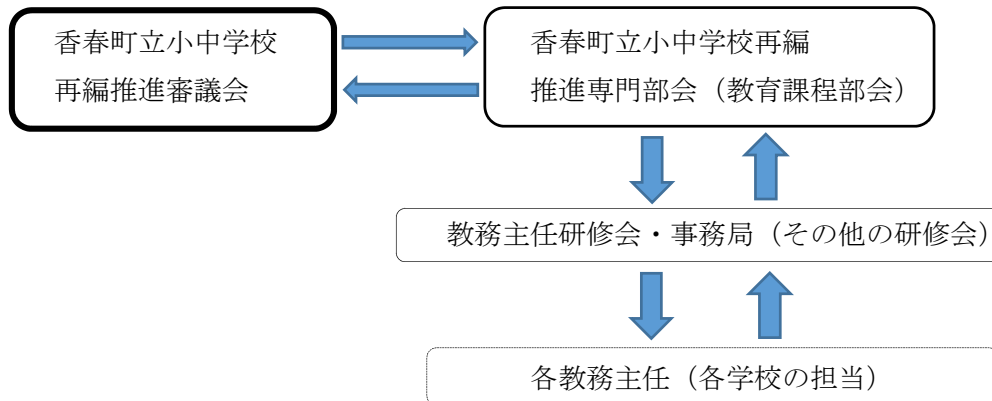 香春町立小中学校
再編推進審議会
香春町立小中学校再編
推進専門部会（教育課程部会）
教務主任研修会・事務局（その他の研修会）
各教務主任（各学校の担当）